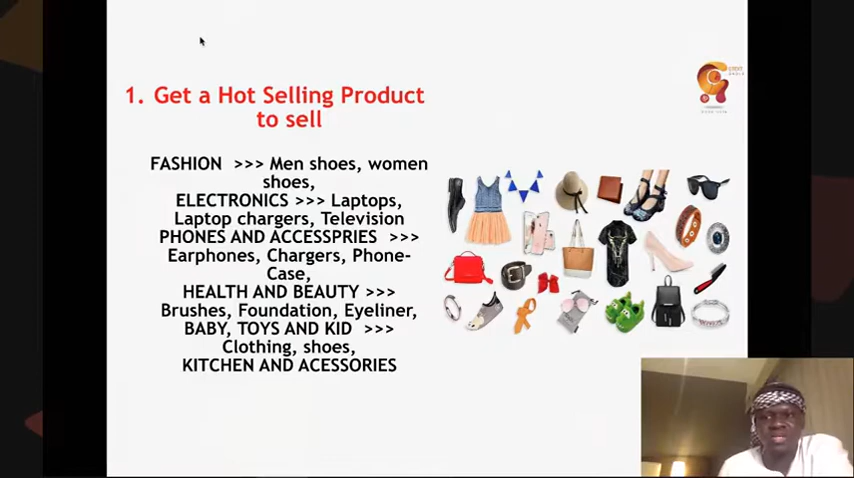 1. Get a Hot Selling Product
to sell
FASHION >>> Men shoes, women
shoes,
ELECTRONICS >>> Laptops,
Laptop chargers, Television
PHONES AND ACCESSPRIES >>>
Earphones, Chargers, Phone-
Case,
HEALTH AND BEAUTY >>>
Brushes, Foundation, Eyeliner,
BABY, TOYS AND KID >>>
Clothing, shoes,
KITCHEN AND ACESSORIES